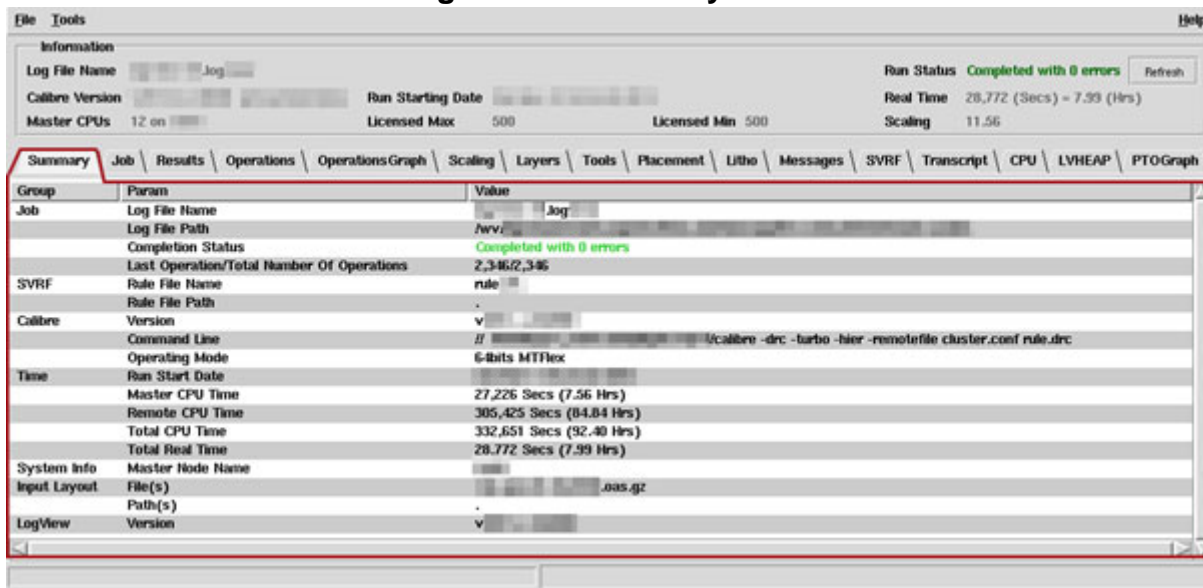 File Tools Help
Information
Log File Name .log Run Status Completed with 0 errors Refresh
Calibre Version Run Starting Date Real Time 28,772 (Secs) = 7.99 (Hrs)
Master CPUs 12 on Licensed Max 500 Licensed Min 500 Scaling 11.56
Summary Job Results Operations OperationsGraph Scaling Layers Tools Placement Litho Messages SVRF Transcript CPU LVHEAP PTOGraph
Group Param Value
Job Log File Name .log
Log File Path /wv/
Completion Status Completed with 0 errors
Last Operation/Total Number Of Operations 2,346/2,346
SVRF Rule File Name rule
Rule File Path .
Calibre Version v
Command Line // /calibre -drc -turbo -hier -remotefile cluster.conf rule.drc
Operating Mode 64bits MTFlex
Time Run Start Date
Master CPU Time 27,226 Secs (7.56 Hrs)
Remote CPU Time 305,425 Secs (84.84 Hrs)
Total CPU Time 332,651 Secs (92.40 Hrs)
Total Real Time 28,772 Secs (7.99 Hrs)
System Info Master Node Name
Input Layout File(s) .oas.gz
Path(s) .
LogView Version v